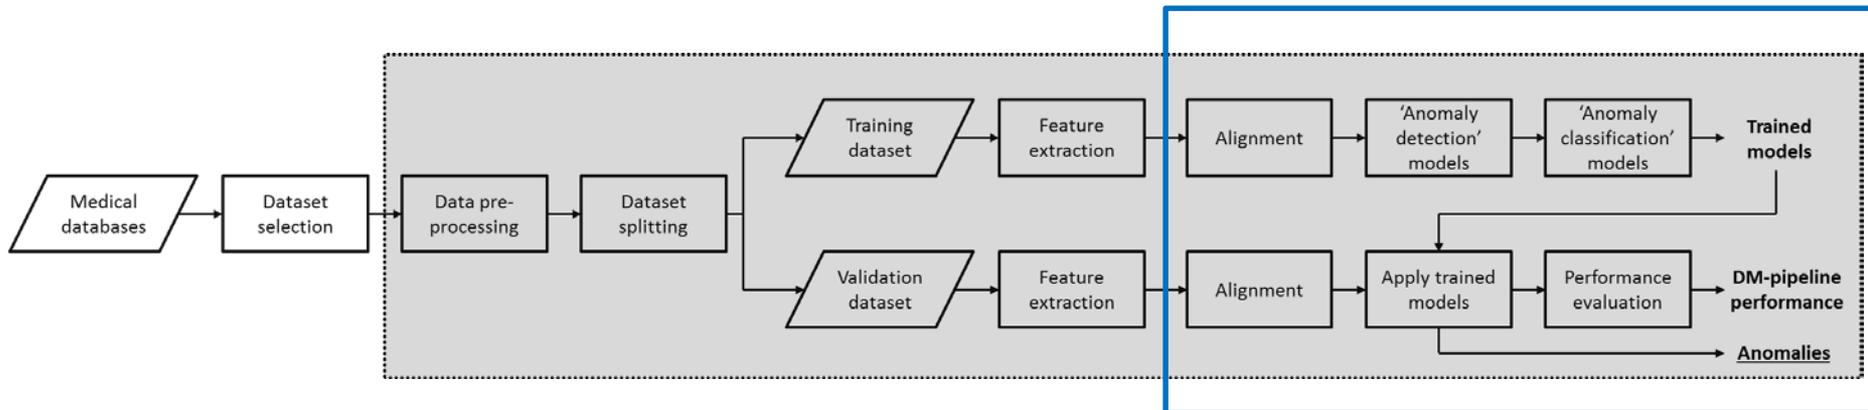 Medical
databases
Dataset
selection
Data pre-
processing
Dataset
splitting
Training
dataset
Feature
extraction
Alignment
‘Anomaly
detection’
models
‘Anomaly
classification’
models
Trained
models
Validation
dataset
Feature
extraction
Alignment
Apply trained
models
Performance
evaluation
DM-pipeline
performance
Anomalies